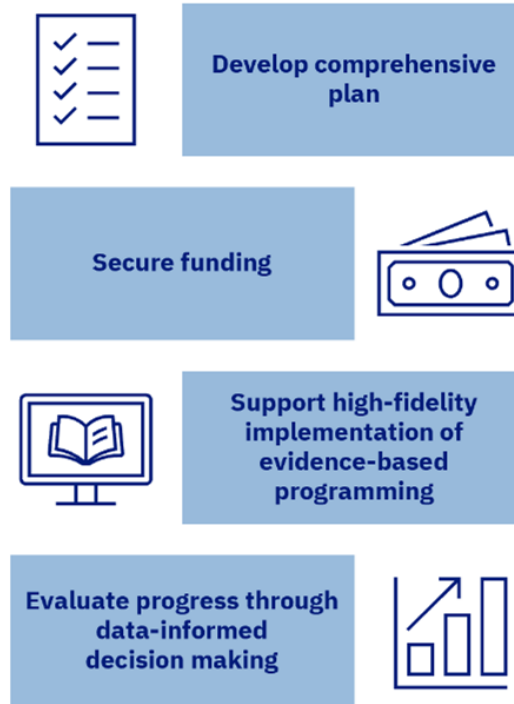 Develop comprehensive
plan
Secure funding
Support high-fidelity
implementation of
evidence-based
programming
Evaluate progress through
data-informed
decision making